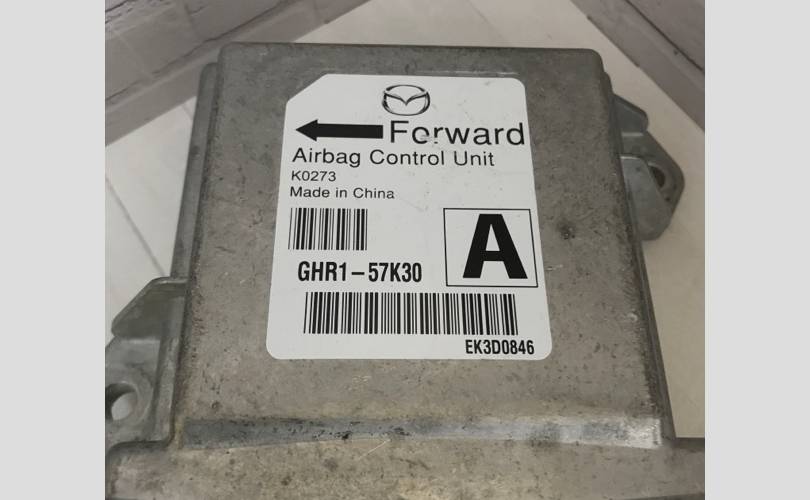 Forward
Airbag Control Unit
K0273
Made in China
A
GHR1-57K30
EK3D0846